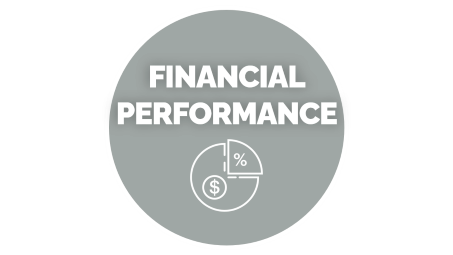 FINANCIAL
PERFORMANCE
%
$